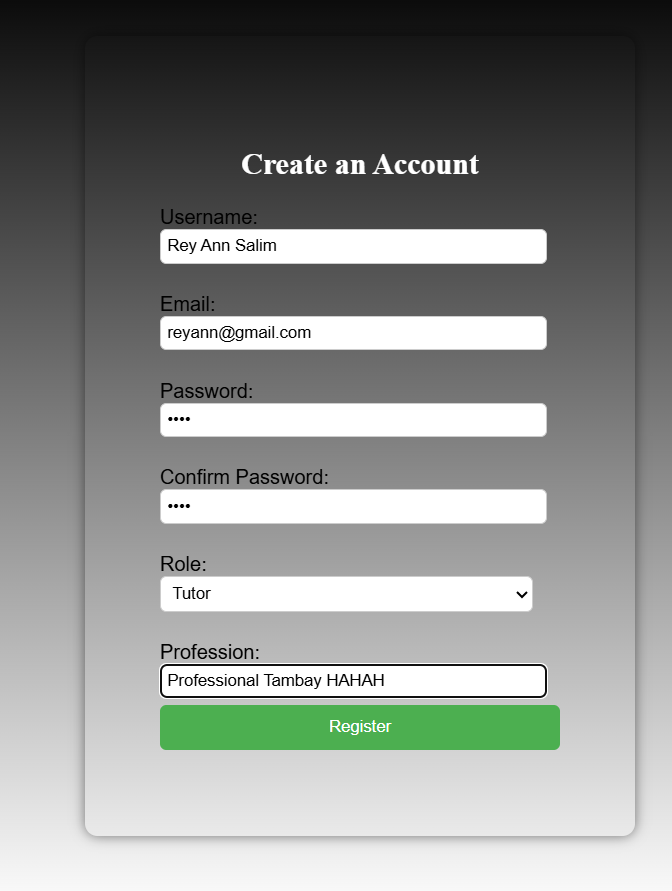 Create an Account
Username:
Rey Ann Salim
Email:
reyann@gmail.com
Password:
••••
Confirm Password:
••••
Role:
Tutor
Profession:
Professional Tambay HAHAH
Register